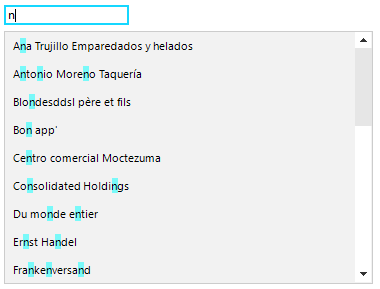 n
Ana Trujillo Emparedados y helados
Antonio Moreno Taquería
Blondesddsl père et fils
Bon app'
Centro comercial Moctezuma
Consolidated Holdings
Du monde entier
Ernst Handel
Frankenversand